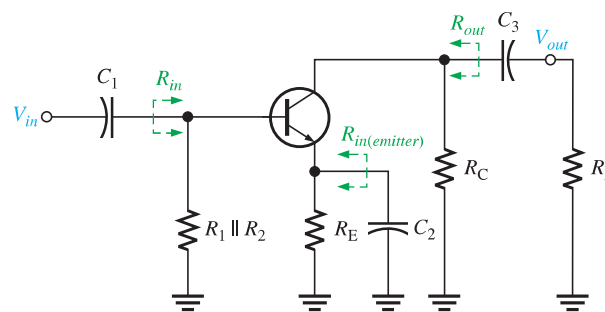 R_out
C_3
V_out
C_1
R_in
V_in
R_in(emitter)
R_C
R_1 ∥ R_2
R_E
C_2